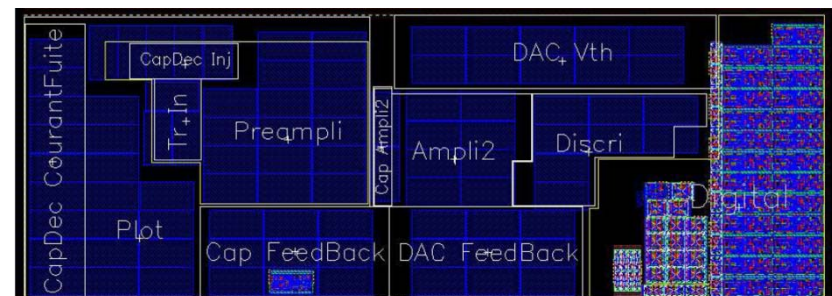 CapDec CourantFuite
CapDec Inj
Tr.In
Preampli
Cap Ampli2
DAC Vth
Ampli2
Discri
Plot
Cap FeedBack
DAC FeedBack
Digital